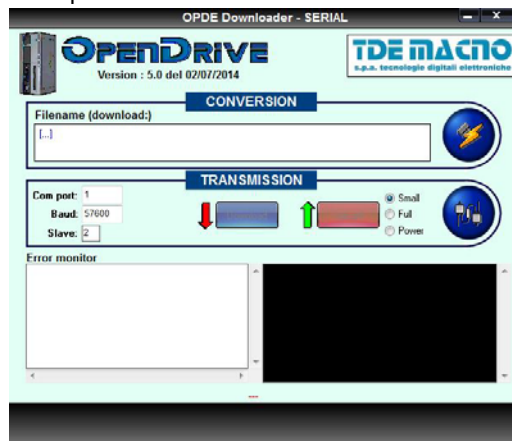 OPDE Downloader - SERIAL
OPENDRIVE
Version : 5.0 del 02/07/2014
TDE MACNO
s.p.a. tecnologie digitali elettroniche
CONVERSION
Filename (download:)
[...]
TRANSMISSION
Com port: 1
Baud: 57600
Slave: 2
Small
Full
Power
Error monitor
---